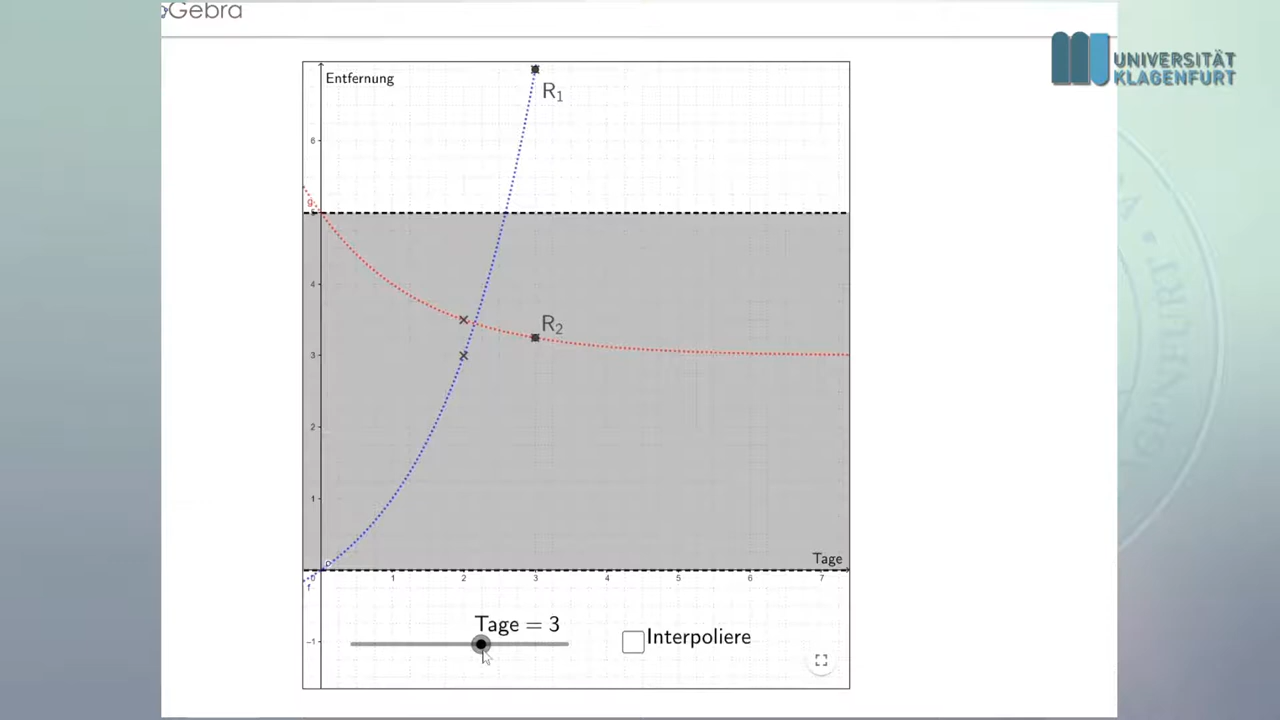 GeoGebra
UNIVERSITÄT
KLAGENFURT
Entfernung
R1
6
g
5
4
R2
3
2
1
Tage
0 1 2 3 4 5 6 7
f
Tage = 3
Interpoliere
−1